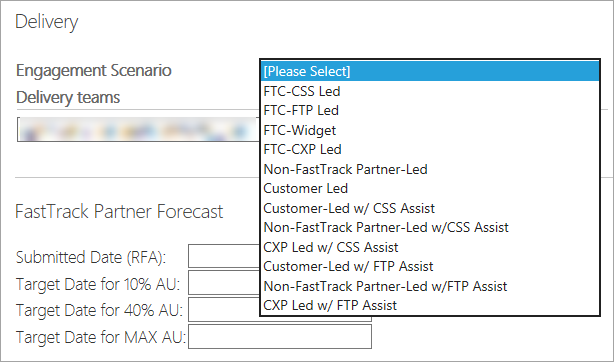 Delivery
Engagement Scenario
[Please Select]
FTC-CSS Led
FTC-FTP Led
FTC-Widget
FTC-CXP Led
Non-FastTrack Partner-Led
Customer Led
Customer-Led w/ CSS Assist
Non-FastTrack Partner-Led w/CSS Assist
CXP Led w/ CSS Assist
Customer-Led w/ FTP Assist
Non-FastTrack Partner-Led w/FTP Assist
CXP Led w/ FTP Assist
Delivery teams
FastTrack Partner Forecast
Submitted Date (RFA):
Target Date for 10% AU:
Target Date for 40% AU:
Target Date for MAX AU: